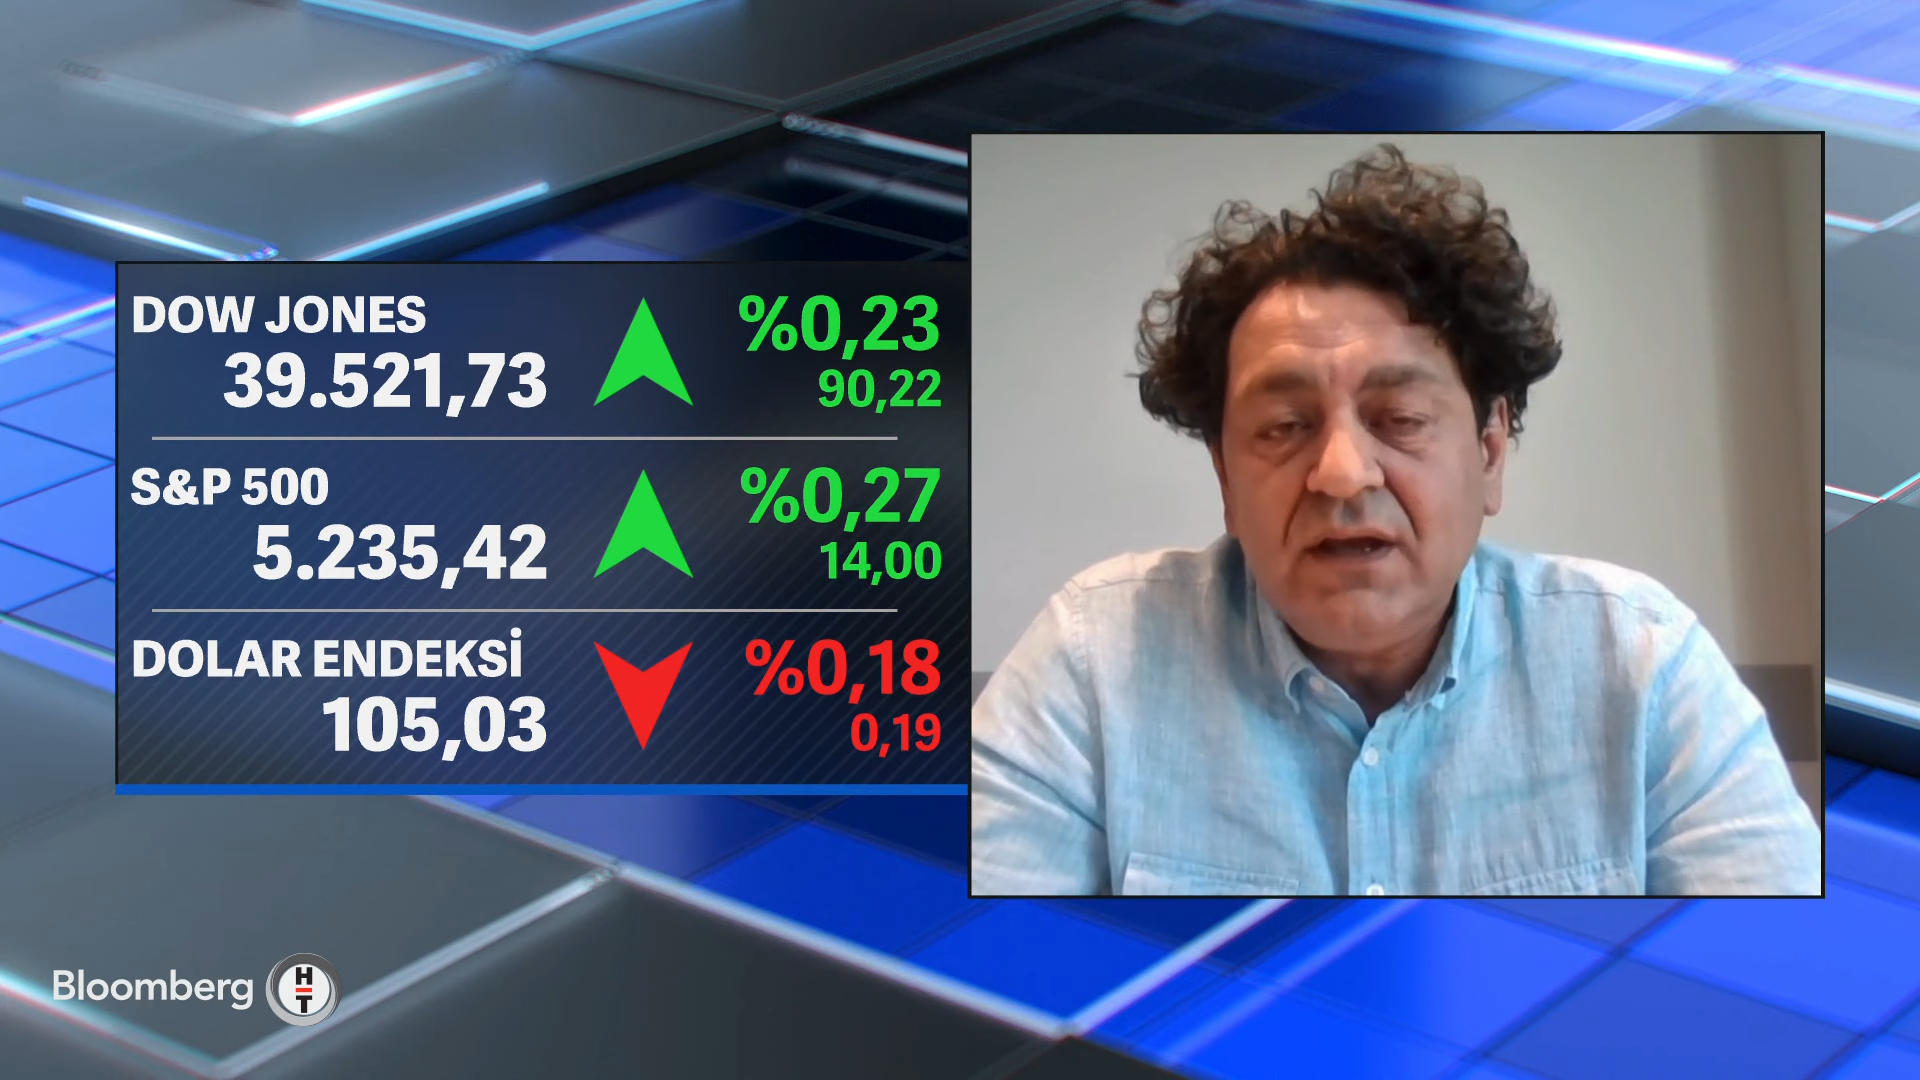 DOW JONES
39.521,73
%0,23
90,22
S&P 500
5.235,42
%0,27
14,00
DOLAR ENDEKSİ
105,03
%0,18
0,19
Bloomberg HT